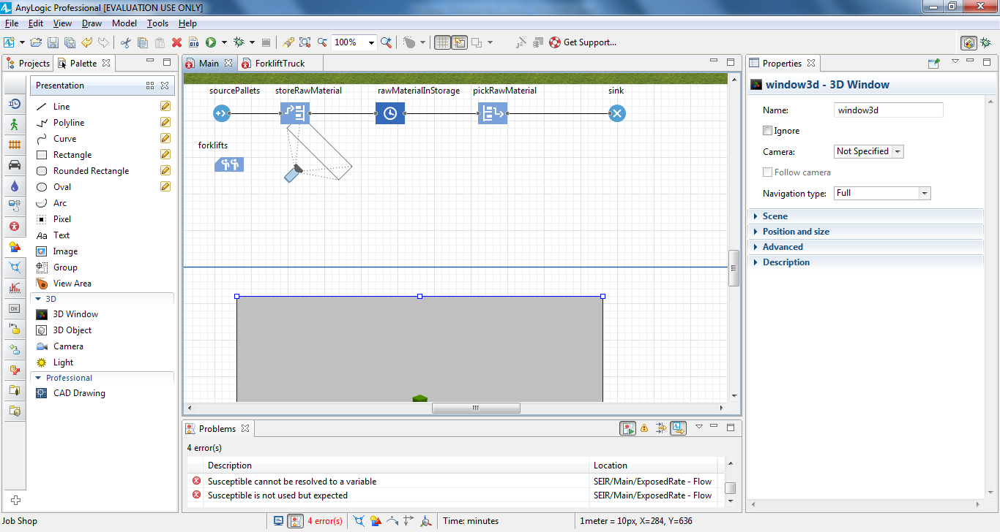 AnyLogic Professional [EVALUATION USE ONLY]
File Edit View Draw Model Tools Help
100% Get Support...
Projects Palette
Presentation
Line
Polyline
Curve
Rectangle
Rounded Rectangle
Oval
Arc
Pixel
Aa Text
Image
Group
View Area
3D
3D Window
3D Object
Camera
Light
Professional
CAD Drawing
OK
Main ForkliftTruck
sourcePallets storeRawMaterial rawMaterialInStorage pickRawMaterial sink
forklifts
Problems
4 error(s)
Description Location
Susceptible cannot be resolved to a variable SEIR/Main/ExposedRate - Flow
Susceptible is not used but expected SEIR/Main/ExposedRate - Flow
Properties
window3d - 3D Window
Name: window3d
Ignore
Camera: Not Specified
Follow camera
Navigation type: Full
Scene
Position and size
Advanced
Description
Job Shop 4 error(s) Time: minutes 1meter = 10px, X=284, Y=636